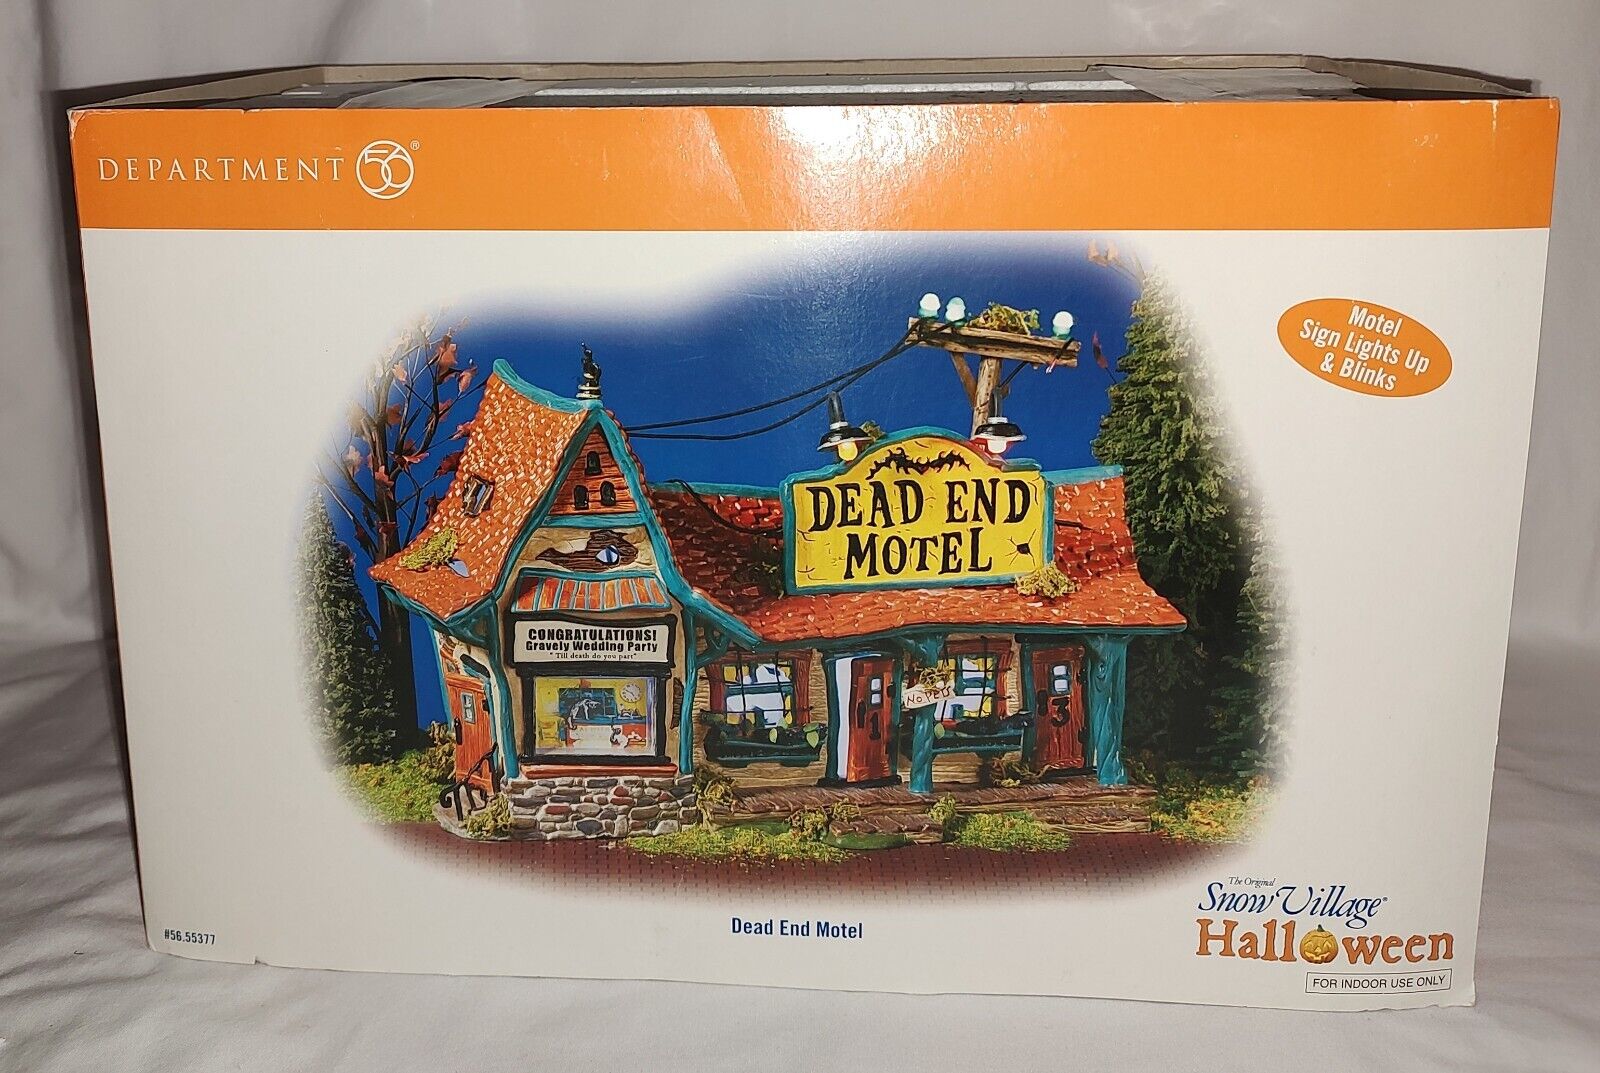 DEPARTMENT 56®
Motel
Sign Lights Up
& Blinks
DEAD END
MOTEL
CONGRATULATIONS!
Gravely Wedding Party
"Till death do you part"
NO PETS
1
3
The Original
Snow Village®
Halloween
FOR INDOOR USE ONLY
Dead End Motel
#56.55377